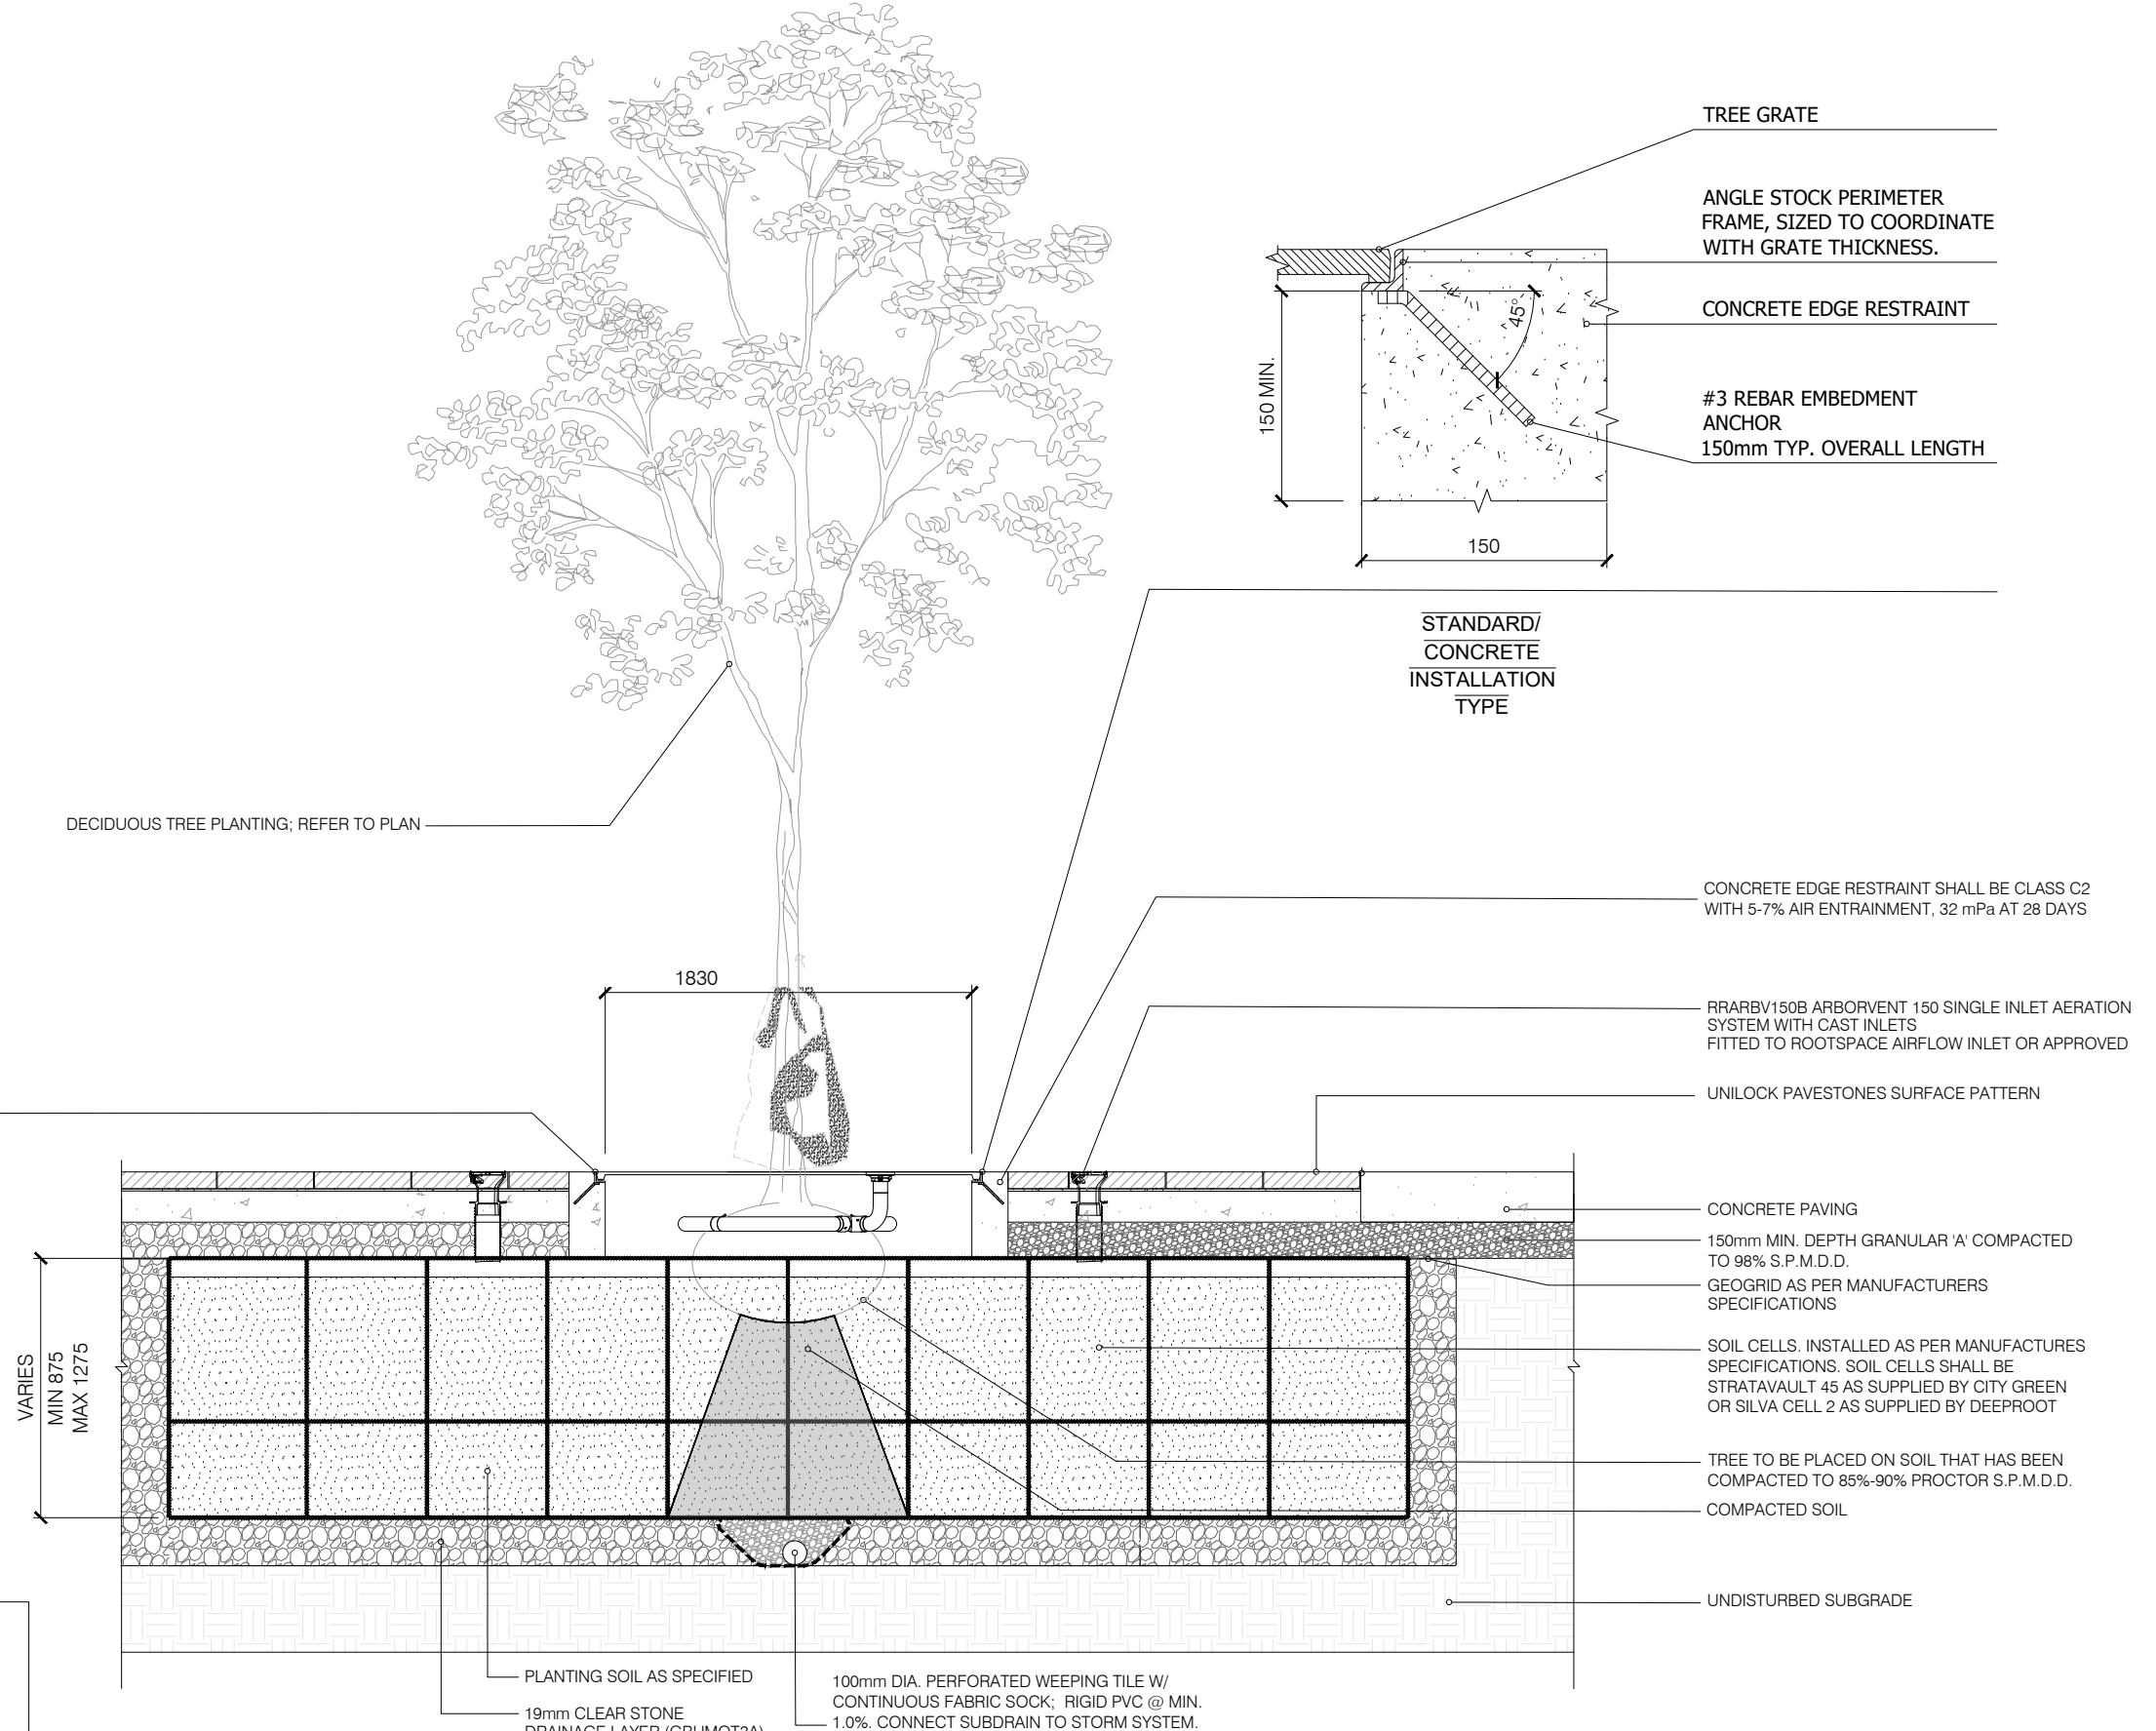 TREE GRATE
ANGLE STOCK PERIMETER
FRAME, SIZED TO COORDINATE
WITH GRATE THICKNESS.
CONCRETE EDGE RESTRAINT
#3 REBAR EMBEDMENT
ANCHOR
150mm TYP. OVERALL LENGTH
45°
150 MIN.
150
STANDARD/
CONCRETE
INSTALLATION
TYPE
DECIDUOUS TREE PLANTING; REFER TO PLAN
1830
CONCRETE EDGE RESTRAINT SHALL BE CLASS C2
WITH 5-7% AIR ENTRAINMENT, 32 mPa AT 28 DAYS
RRARBV150B ARBORVENT 150 SINGLE INLET AERATION
SYSTEM WITH CAST INLETS
FITTED TO ROOTSPACE AIRFLOW INLET OR APPROVED
UNILOCK PAVESTONES SURFACE PATTERN
CONCRETE PAVING
150mm MIN. DEPTH GRANULAR 'A' COMPACTED
TO 98% S.P.M.D.D.
GEOGRID AS PER MANUFACTURERS
SPECIFICATIONS
SOIL CELLS. INSTALLED AS PER MANUFACTURES
SPECIFICATIONS. SOIL CELLS SHALL BE
STRATAVAULT 45 AS SUPPLIED BY CITY GREEN
OR SILVA CELL 2 AS SUPPLIED BY DEEPROOT
TREE TO BE PLACED ON SOIL THAT HAS BEEN
COMPACTED TO 85%-90% PROCTOR S.P.M.D.D.
COMPACTED SOIL
UNDISTURBED SUBGRADE
VARIES
MIN 875
MAX 1275
PLANTING SOIL AS SPECIFIED
19mm CLEAR STONE
DRAINAGE LAYER
100mm DIA. PERFORATED WEEPING TILE W/
CONTINUOUS FABRIC SOCK; RIGID PVC @ MIN.
1.0%. CONNECT SUBDRAIN TO STORM SYSTEM.